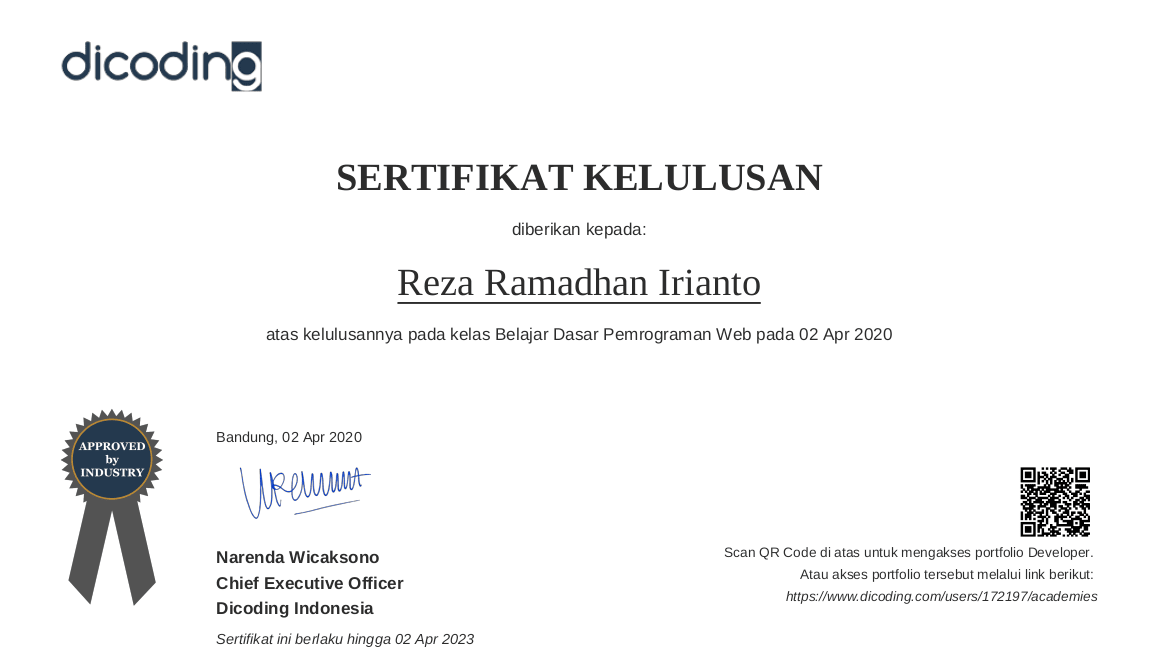 dicoding
SERTIFIKAT KELULUSAN
diberikan kepada:
Reza Ramadhan Irianto
atas kelulusannya pada kelas Belajar Dasar Pemrograman Web pada 02 Apr 2020
APPROVED
by
INDUSTRY
Bandung, 02 Apr 2020
Narenda Wicaksono
Chief Executive Officer
Dicoding Indonesia
Sertifikat ini berlaku hingga 02 Apr 2023
Scan QR Code di atas untuk mengakses portfolio Developer.
Atau akses portfolio tersebut melalui link berikut:
https://www.dicoding.com/users/172197/academies